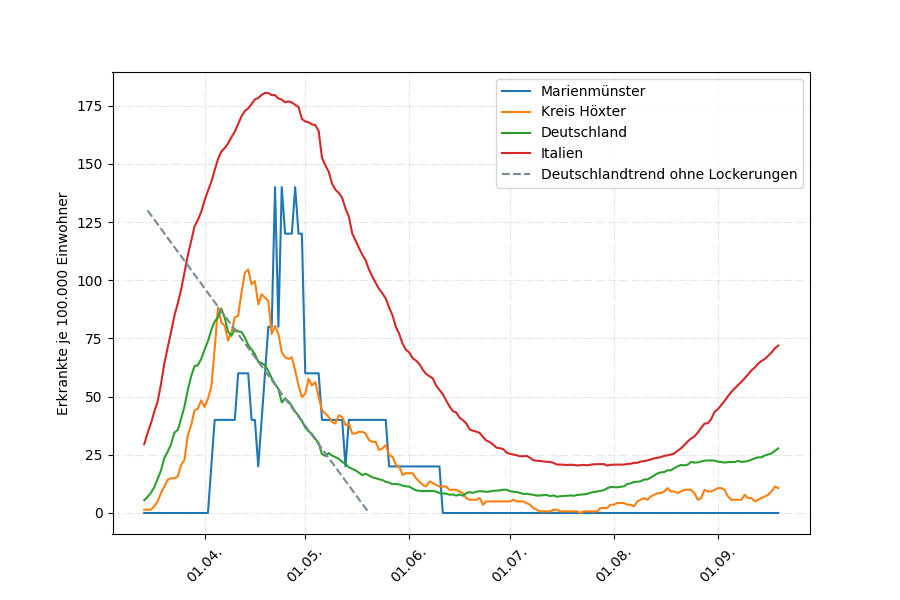 Erkrankte je 100.000 Einwohner
175
150
125
100
75
50
25
0
Marienmünster
Kreis Höxter
Deutschland
Italien
Deutschlandtrend ohne Lockerungen
01.04.
01.05.
01.06.
01.07.
01.08.
01.09.